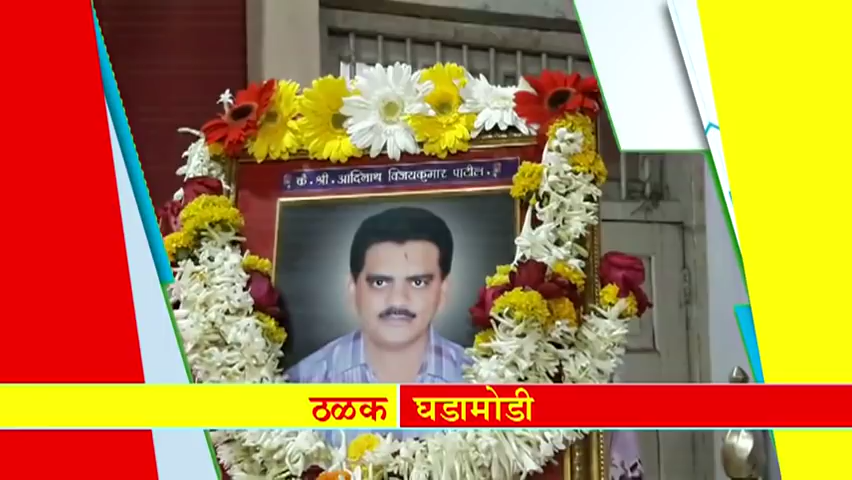 कै. श्री. आदिनाथ विजयकुमार पाटील.
ठळक घडामोडी